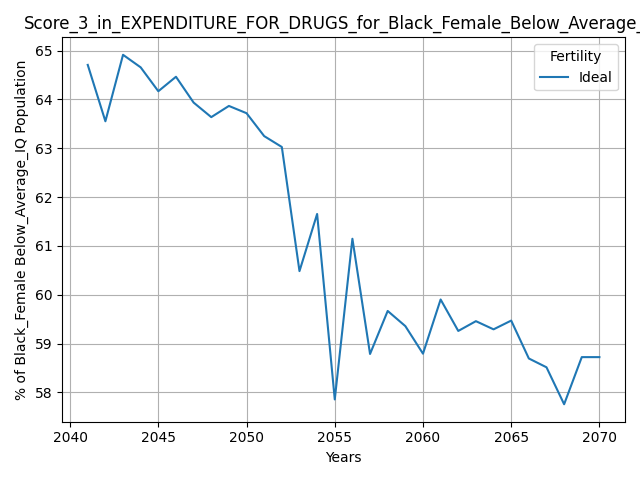 Score_3_in_EXPENDITURE_FOR_DRUGS_for_Black_Female_Below_Average_
% of Black_Female Below_Average_IQ Population
65
64
63
62
61
60
59
58
Fertility
Ideal
2040 2045 2050 2055 2060 2065 2070
Years